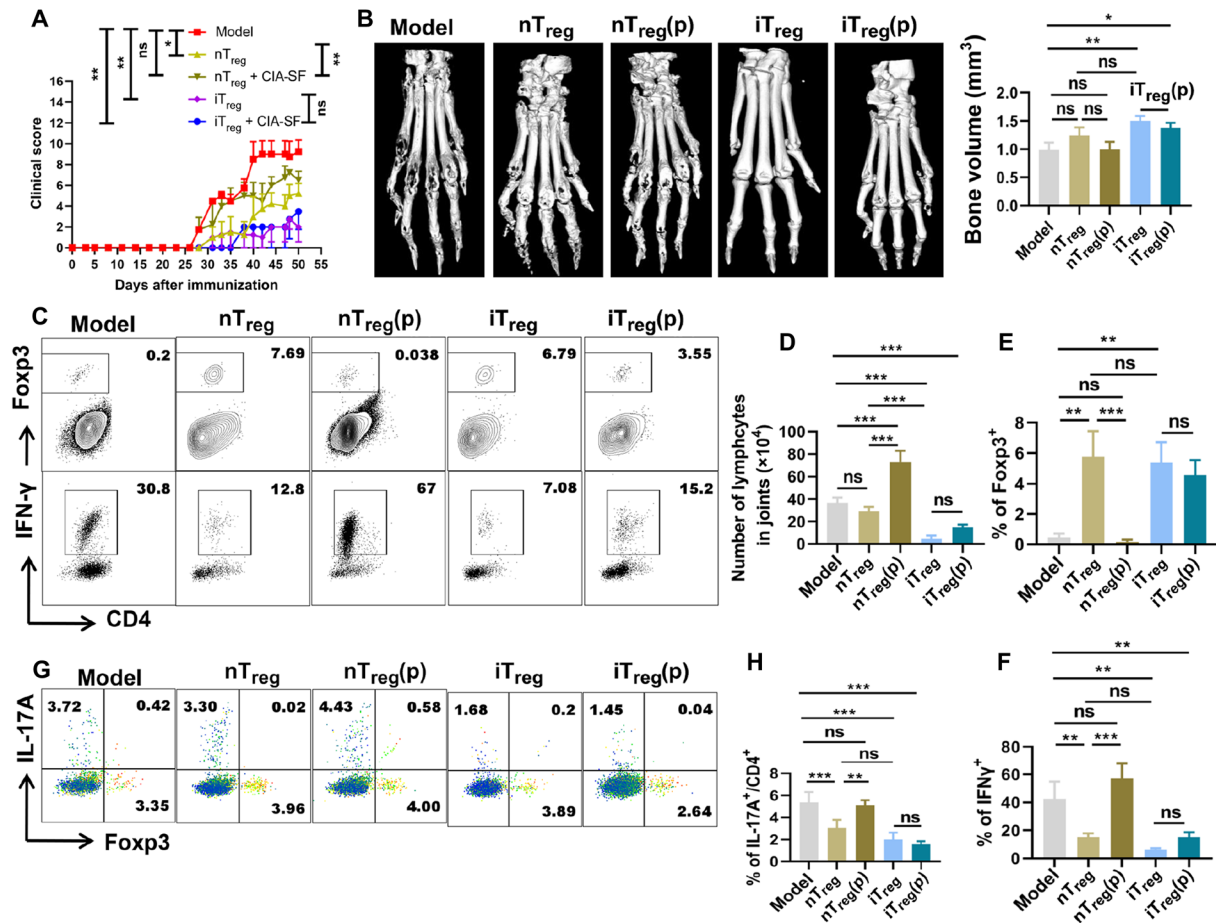 A
Model
nTreg
nTreg + CIA-SF
iTreg
iTreg + CIA-SF
** ** ns * ** ns
Clinical score
16
14
12
10
8
6
4
2
0
0 5 10 15 20 25 30 35 40 45 50 55
Days after immunization
B
Model nTreg nTreg(p) iTreg iTreg(p)
Bone volume (mm3)
*
**
ns
ns
ns ns
iTreg(p)
2.0
1.5
1.0
1.5
0.0
Model nTreg nTreg(p) iTreg iTreg(p)
C
Model nTreg nTreg(p) iTreg iTreg(p)
Foxp3
0.2 7.69 0.038 6.79 3.55
IFN-γ
30.8 12.8 67 7.08 15.2
CD4
D
Number of lymphcytes
in joints (×10⁴)
***
***
***
***
ns *** ns
100
80
60
40
20
0
Model nTreg nTreg(p) iTreg iTreg(p)
E
% of Foxp3+
**
ns
ns
** *** ns
8
6
4
2
0
Model nTreg nTreg(p) iTreg iTreg(p)
G
Model nTreg nTreg(p) iTreg iTreg(p)
IL-17A
3.72 0.42 3.30 0.02 4.43 0.58 1.68 0.2 1.45 0.04
3.35 3.96 4.00 3.89 2.64
Foxp3
H
% of IL-17A+/CD4+
***
***
ns
ns
*** ** ns
8
6
4
2
0
Model nTreg nTreg(p) iTreg iTreg(p)
F
% of IFNγ+
**
**
ns
ns
** *** ns
80
60
40
20
0
Model nTreg nTreg(p) iTreg iTreg(p)